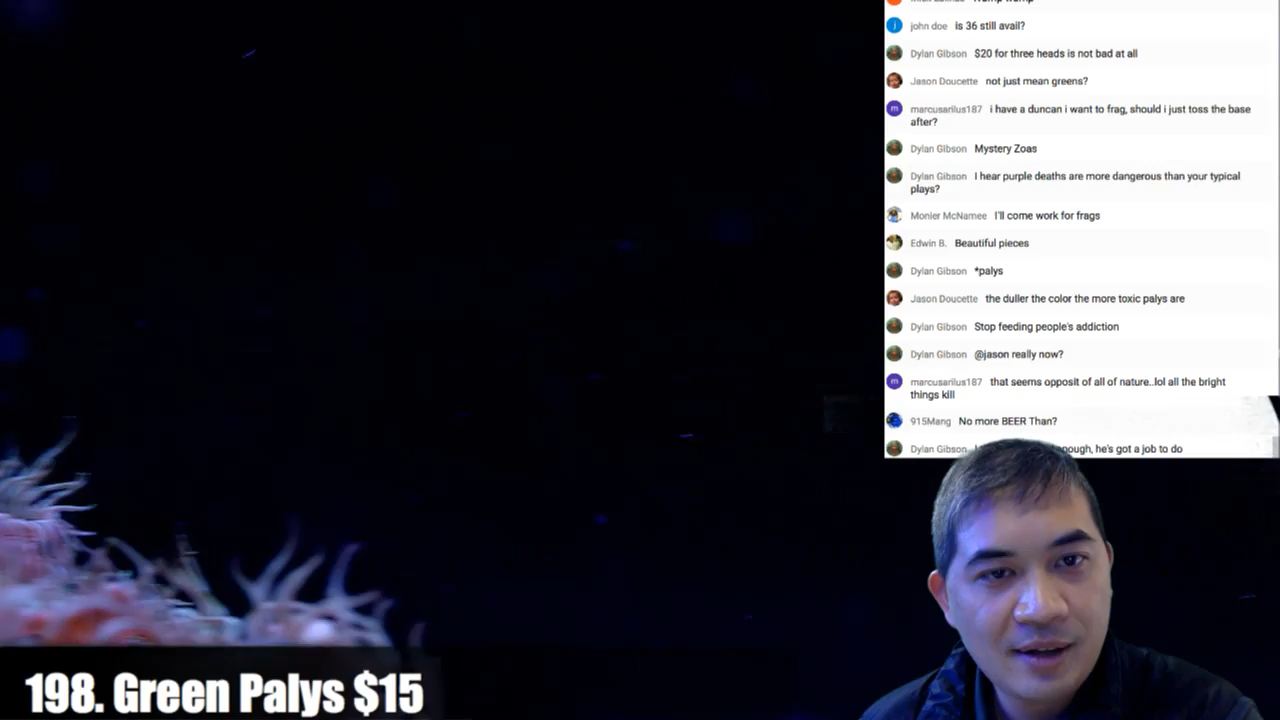 john doe is 36 still avail?
Dylan Gibson $20 for three heads is not bad at all
Jason Doucette not just mean greens?
m marcusarilus187 i have a duncan i want to frag, should i just toss the base
after?
Dylan Gibson Mystery Zoas
Dylan Gibson I hear purple deaths are more dangerous than your typical
plays?
Monier McNamee I'll come work for frags
Edwin B. Beautiful pieces
Dylan Gibson *palys
Jason Doucette the duller the color the more toxic palys are
Dylan Gibson Stop feeding people's addiction
Dylan Gibson @jason really now?
m marcusarilus187 that seems opposit of all of nature..lol all the bright
things kill
915Mang No more BEER Than?
Dylan Gibson he's got a job to do
198. Green Palys $15